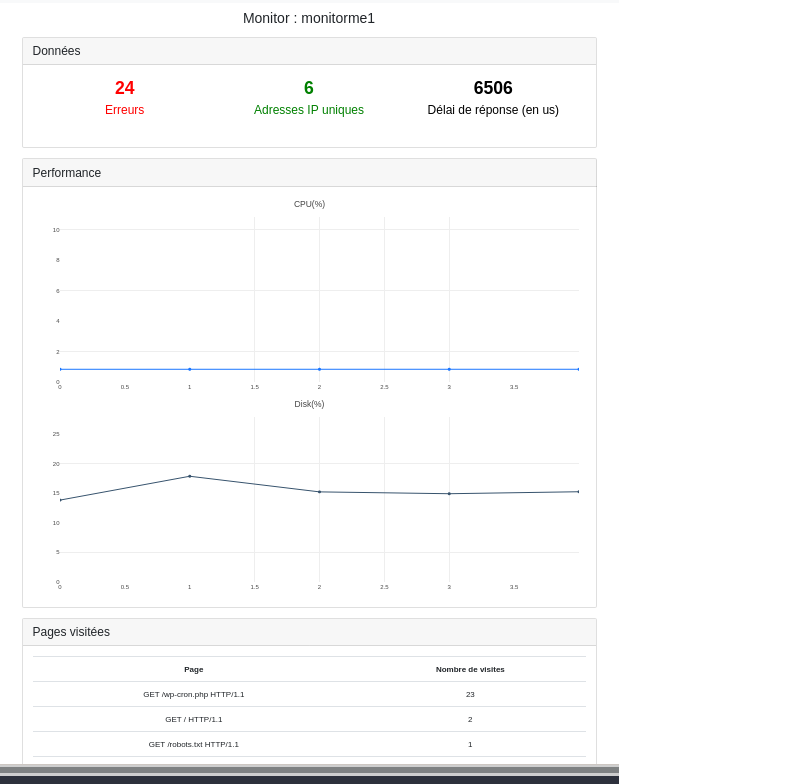 Monitor : monitorme1
Données
24 6 6506
Erreurs Adresses IP uniques Délai de réponse (en us)
Performance
CPU(%)
10
8
6
4
2
0
0 0.5 1 1.5 2 2.5 3 3.5
Disk(%)
25
20
15
10
5
0
0 0.5 1 1.5 2 2.5 3 3.5
Pages visitées
Page Nombre de visites
GET /wp-cron.php HTTP/1.1 23
GET / HTTP/1.1 2
GET /robots.txt HTTP/1.1 1